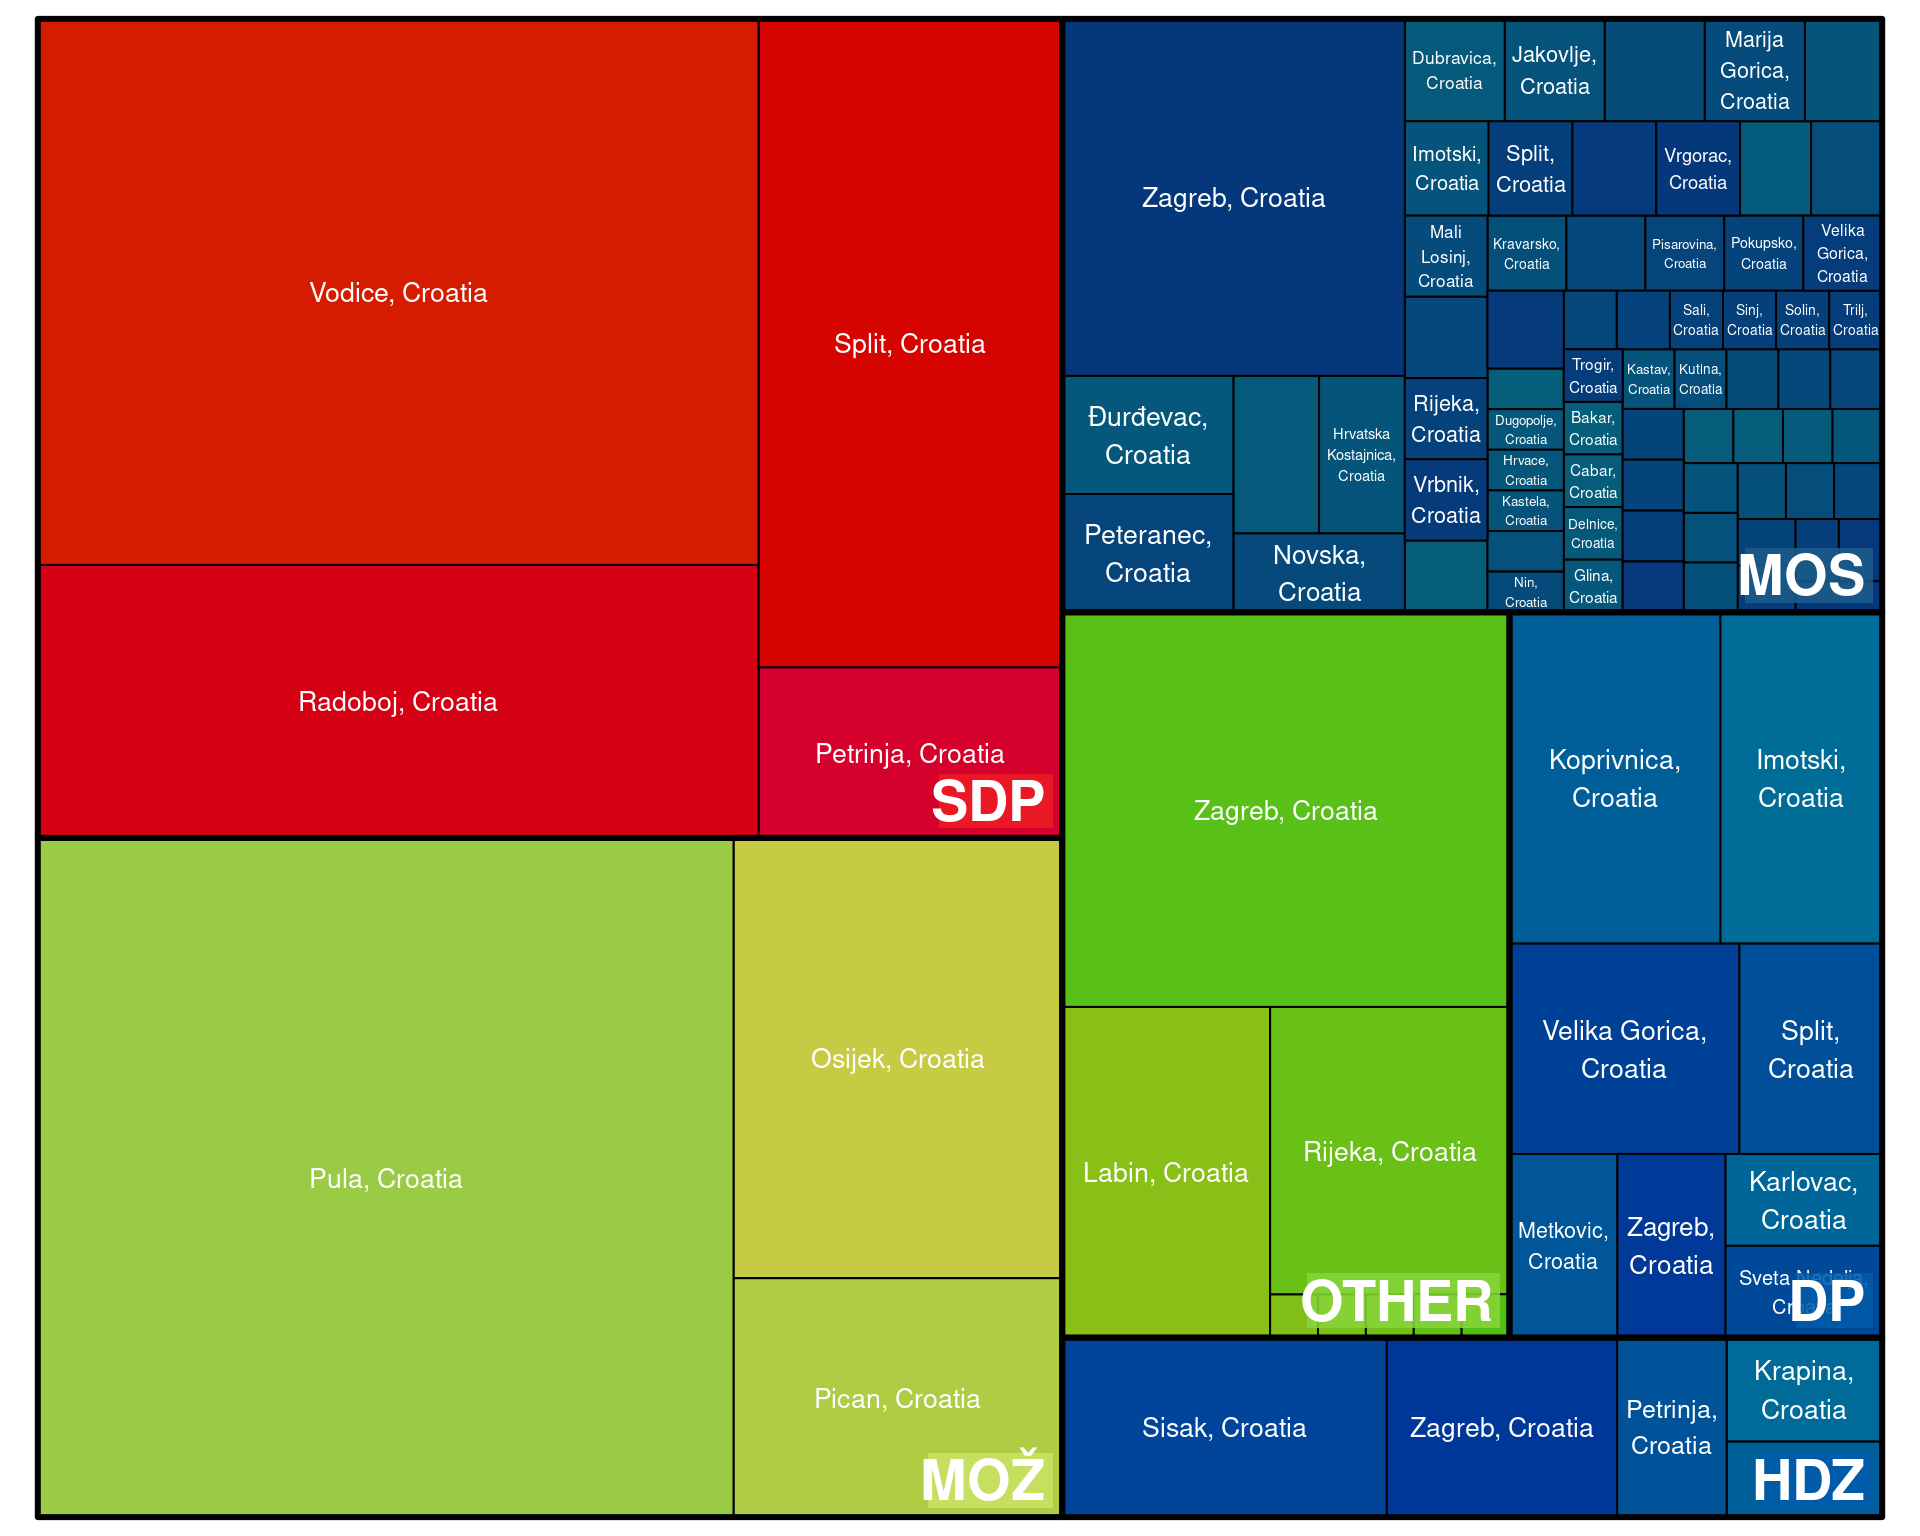 Vodice, Croatia
Split, Croatia
Radoboj, Croatia
Petrinja, Croatia
SDP
Pula, Croatia
Osijek, Croatia
Pican, Croatia
MOŽ
Zagreb, Croatia
Đurđevac,
Croatia
Peteranec,
Croatia
Hrvatska
Kostajnica,
Croatia
Novska,
Croatia
Dubravica,
Croatia
Jakovlje,
Croatia
Marija
Gorica,
Croatia
Imotski,
Croatia
Split,
Croatia
Vrgorac,
Croatia
Mali
Losinj,
Croatia
Kravarsko,
Croatia
Pisarovina,
Croatia
Pokupsko,
Croatia
Velika
Gorica,
Croatia
Sali,
Croatia
Sinj,
Croatia
Solin,
Croatia
Trilj,
Croatia
Rijeka,
Croatia
Vrbnik,
Croatia
Dugopolje,
Croatia
Hrvace,
Croatia
Kastela,
Croatia
Nin,
Croatia
Trogir,
Croatia
Kastav,
Croatia
Kutina,
Croatia
Bakar,
Croatia
Cabar,
Croatia
Delnice,
Croatia
Glina,
Croatia
MOS
Zagreb, Croatia
Labin, Croatia
Rijeka, Croatia
OTHER
Koprivnica,
Croatia
Imotski,
Croatia
Velika Gorica,
Croatia
Split,
Croatia
Metkovic,
Croatia
Zagreb,
Croatia
Karlovac,
Croatia
Sveta Nedelja,
Croatia
DP
Sisak, Croatia
Zagreb, Croatia
Petrinja,
Croatia
Krapina,
Croatia
HDZ